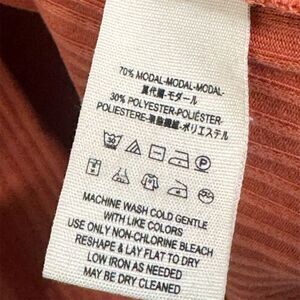 70% MODAL-MODAL-MODAL-
莫代爾-モダール
30% POLYESTER-POLIÉSTER-
POLIESTERE-聚酯纖維-ポリエステル
MACHINE WASH COLD GENTLE
WITH LIKE COLORS
USE ONLY NON-CHLORINE BLEACH
RESHAPE & LAY FLAT TO DRY
LOW IRON AS NEEDED
MAY BE DRY CLEANED